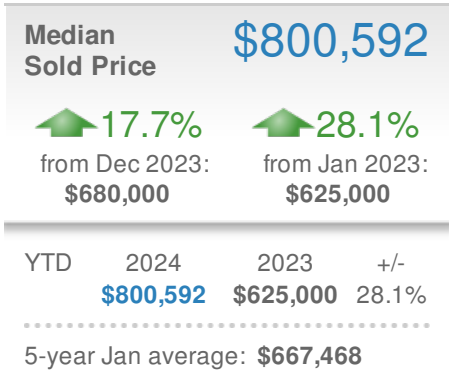 Median
Sold Price
$800,592
17.7% 28.1%
from Dec 2023: from Jan 2023:
$680,000 $625,000
YTD 2024 2023 +/-
$800,592 $625,000 28.1%
5-year Jan average: $667,468